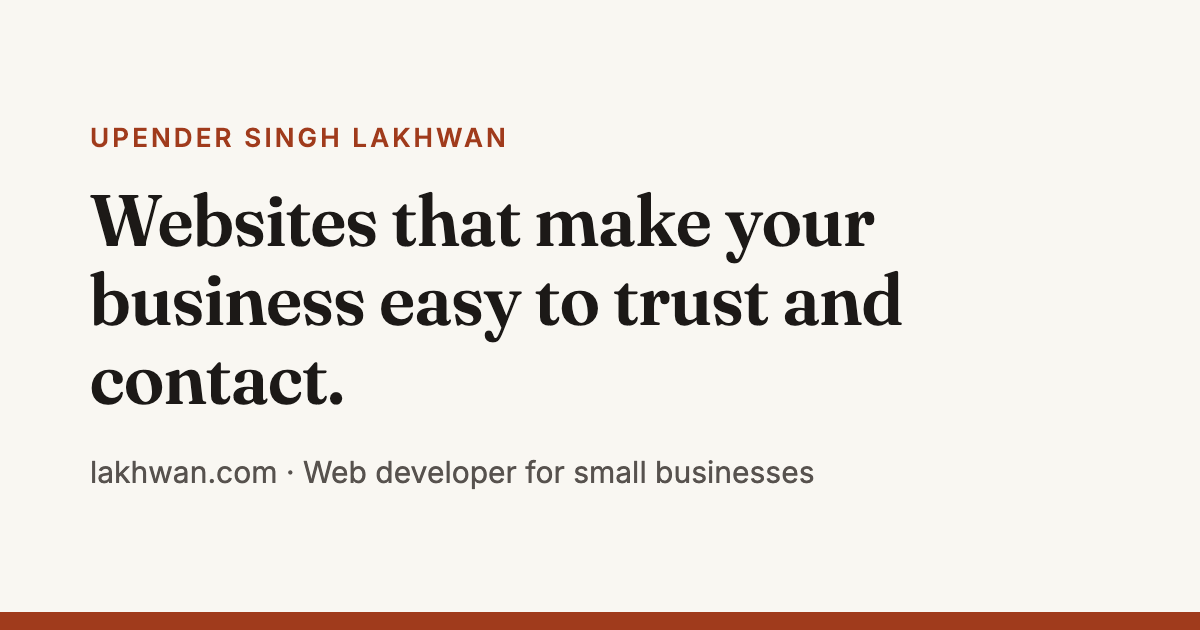 UPENDER SINGH LAKHWAN
Websites that make your
business easy to trust and
contact.
lakhwan.com · Web developer for small businesses